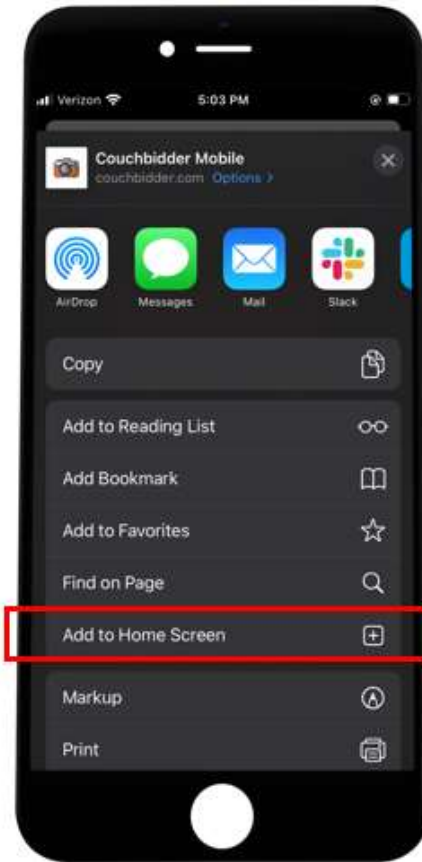 Verizon 5:03 PM
Couchbidder Mobile
couchbidder.com Options >
AirDrop Messages Mail Slack
Copy
Add to Reading List
Add Bookmark
Add to Favorites
Find on Page
Add to Home Screen
Markup
Print